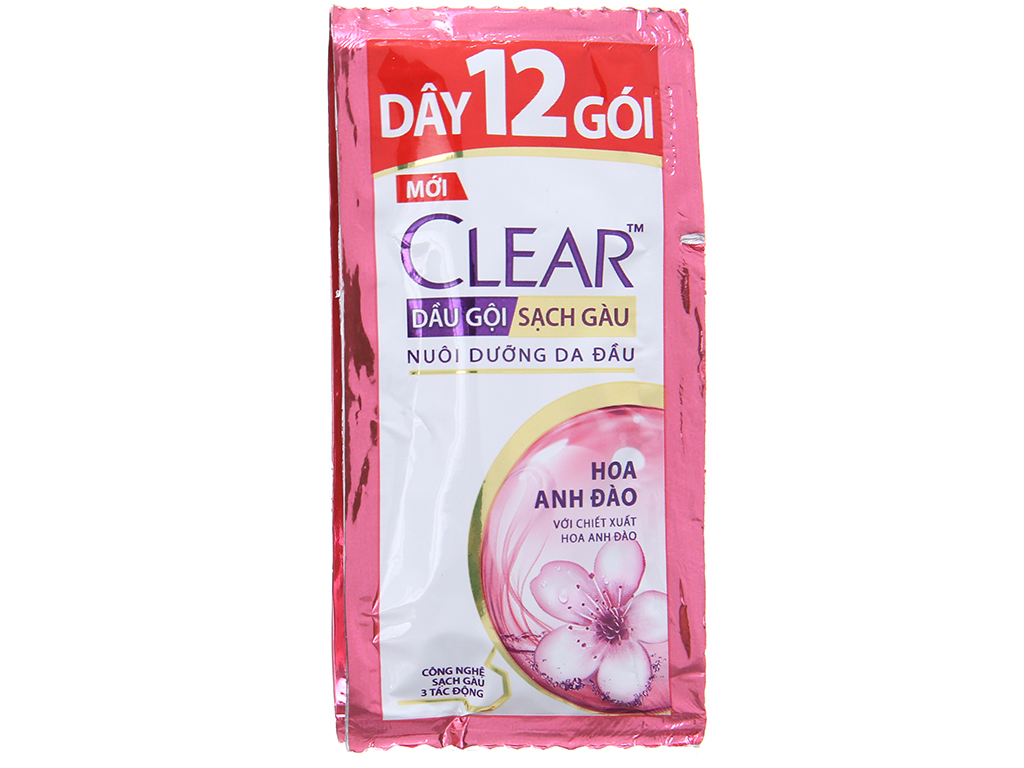 DÂY 12 GÓI
MỚI
CLEAR™
DẦU GỘI SẠCH GÀU
NUÔI DƯỠNG DA ĐẦU
HOA
ANH ĐÀO
VỚI CHIẾT XUẤT
HOA ANH ĐÀO
CÔNG NGHỆ
SẠCH GÀU
3 TÁC ĐỘNG